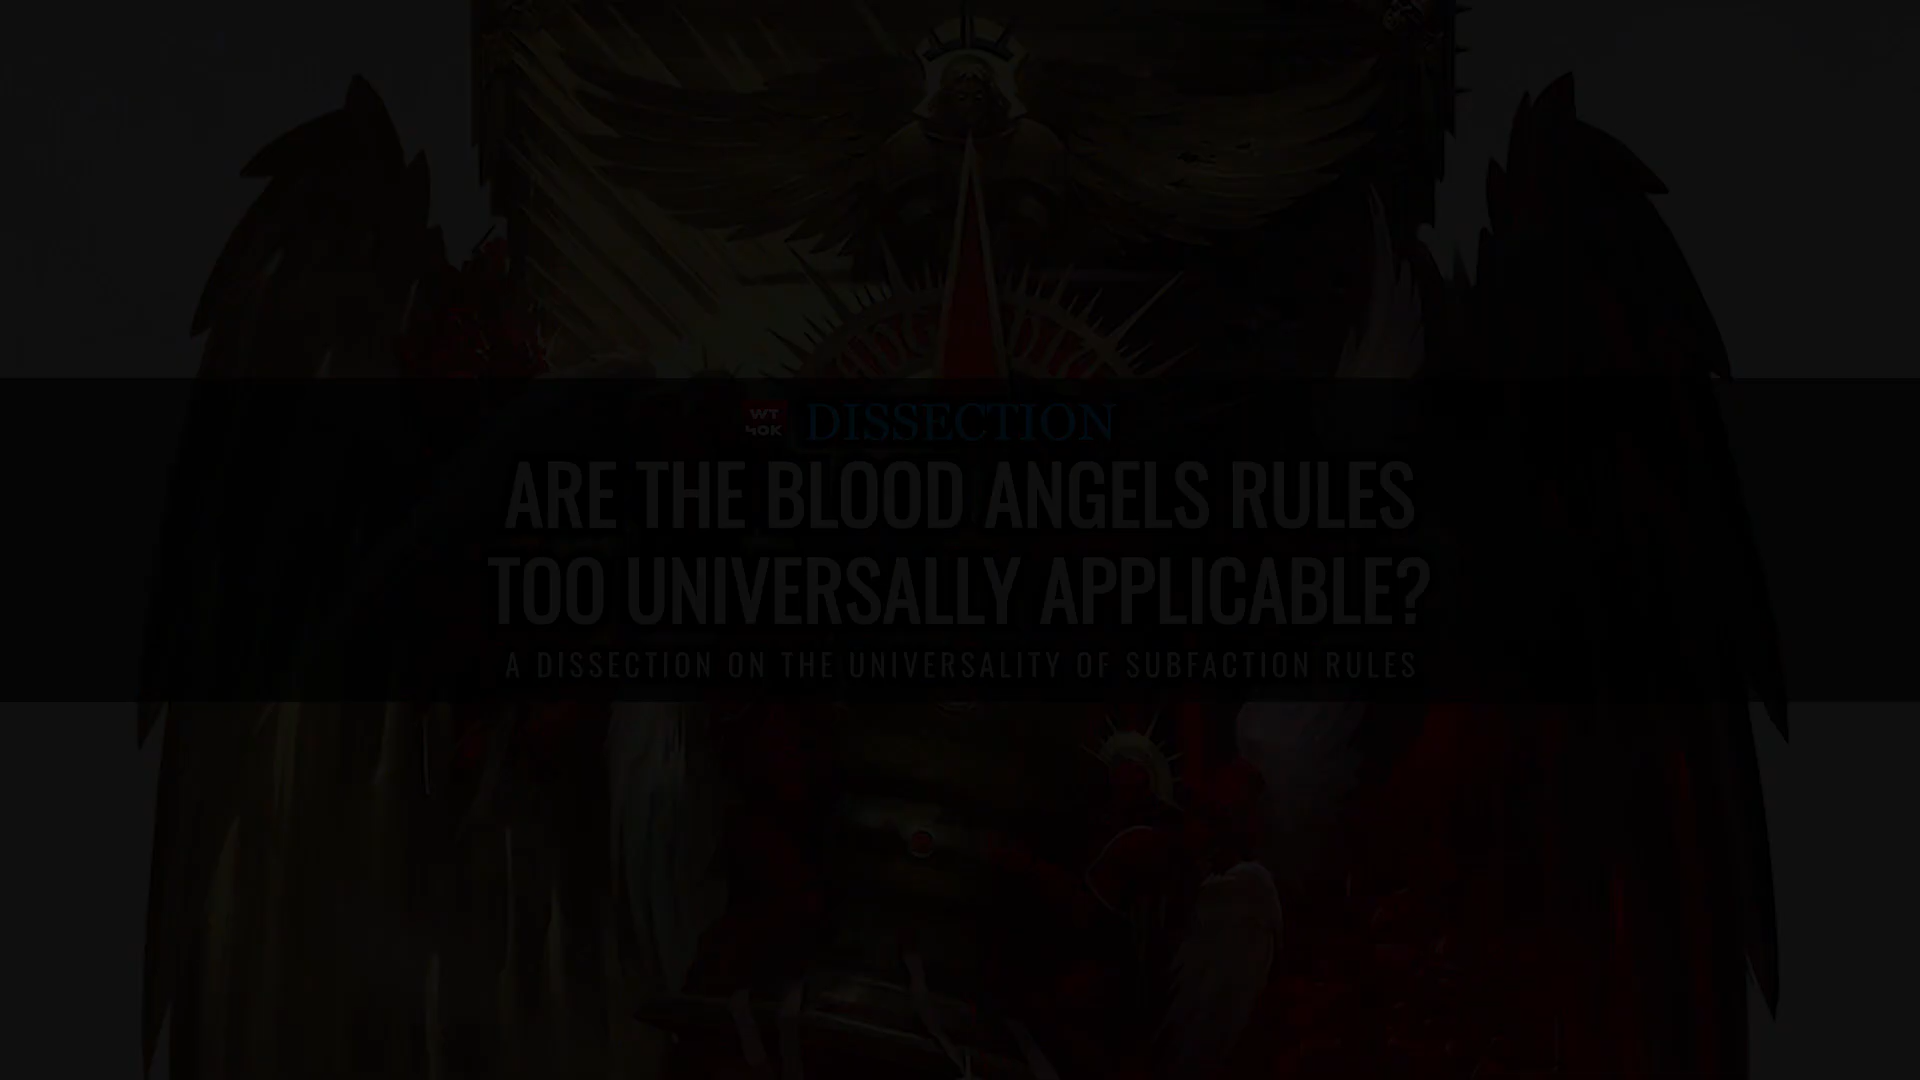 WT
40K
DISSECTION
ARE THE BLOOD ANGELS RULES
TOO UNIVERSALLY APPLICABLE?
A DISSECTION ON THE UNIVERSALITY OF SUBFACTION RULES